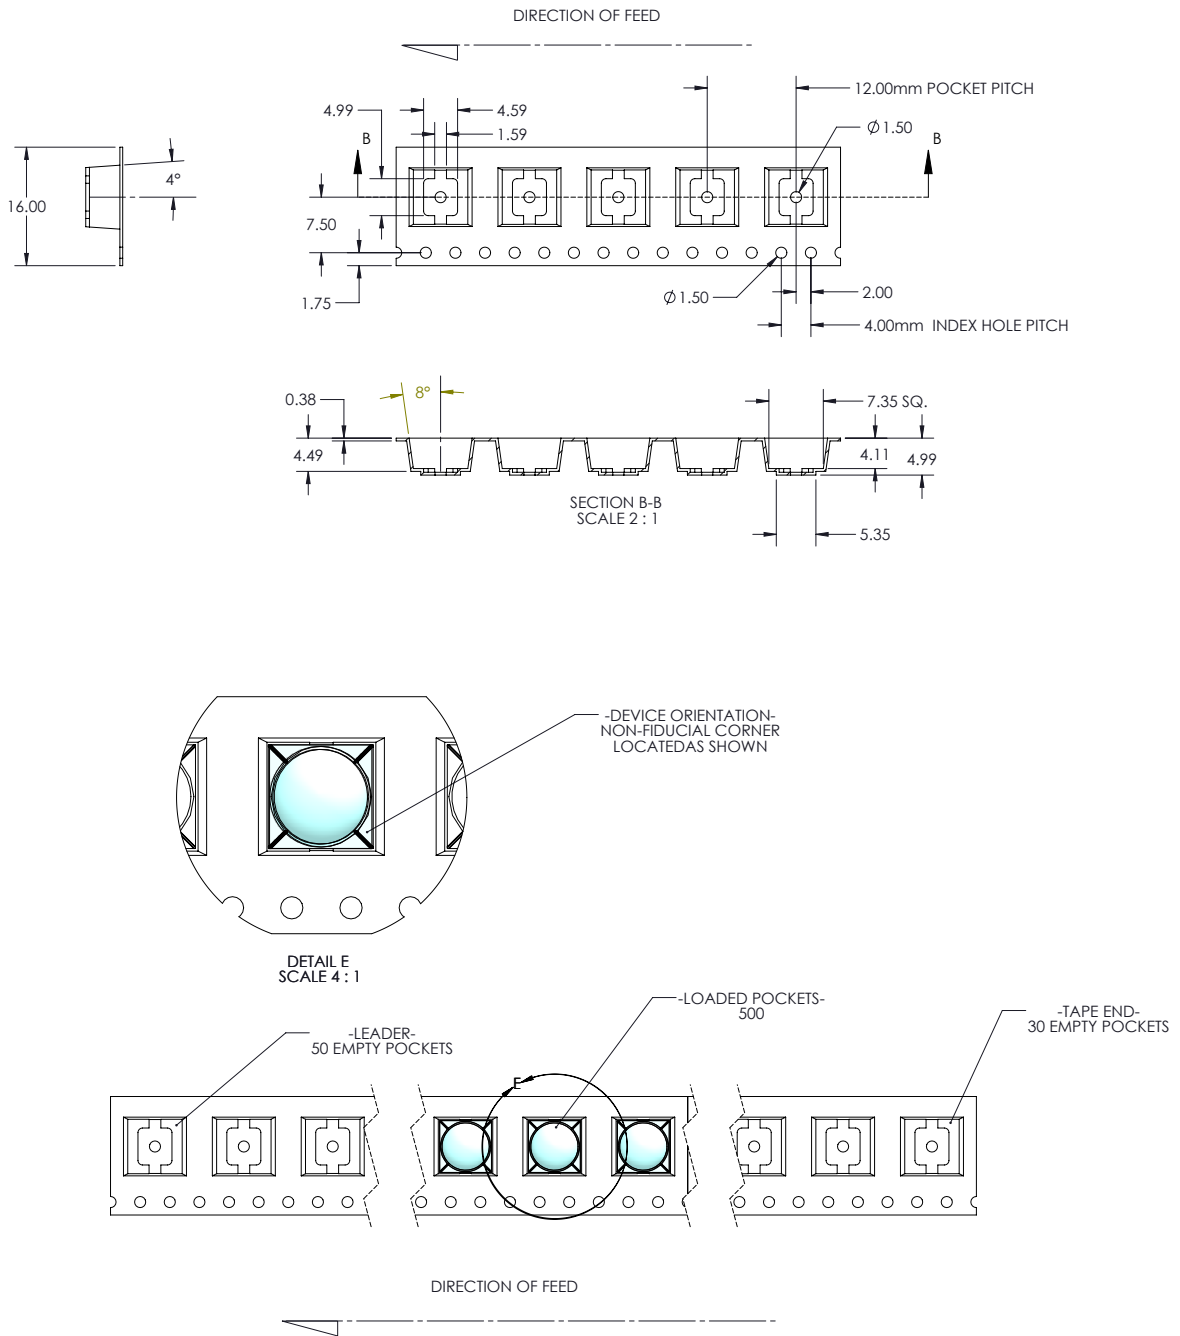 DIRECTION OF FEED
12.00mm POCKET PITCH
4.99
4.59
1.59
Ø1.50
B
B
16.00
4°
7.50
1.75
Ø1.50
2.00
4.00mm INDEX HOLE PITCH
0.38
8°
7.35 SQ.
4.49
4.11
4.99
SECTION B-B
SCALE 2 : 1
5.35
-DEVICE ORIENTATION-
NON-FIDUCIAL CORNER
LOCATEDAS SHOWN
DETAIL E
SCALE 4 : 1
-LOADED POCKETS-
500
-TAPE END-
30 EMPTY POCKETS
-LEADER-
50 EMPTY POCKETS
E
DIRECTION OF FEED